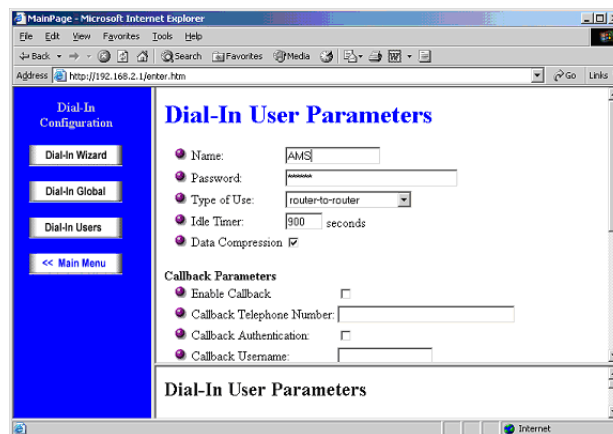 MainPage - Microsoft Internet Explorer
File Edit View Favorites Tools Help
Back Search Favorites Media
Address http://192.168.2.1/enter.htm Go Links
Dial-In
Configuration
Dial-In Wizard
Dial-In Global
Dial-In Users
<< Main Menu
Dial-In User Parameters
Name: AMS
Password: ******
Type of Use: router-to-router
Idle Timer: 900 seconds
Data Compression
Callback Parameters
Enable Callback
Callback Telephone Number:
Callback Authentication:
Callback Username:
Dial-In User Parameters
Internet